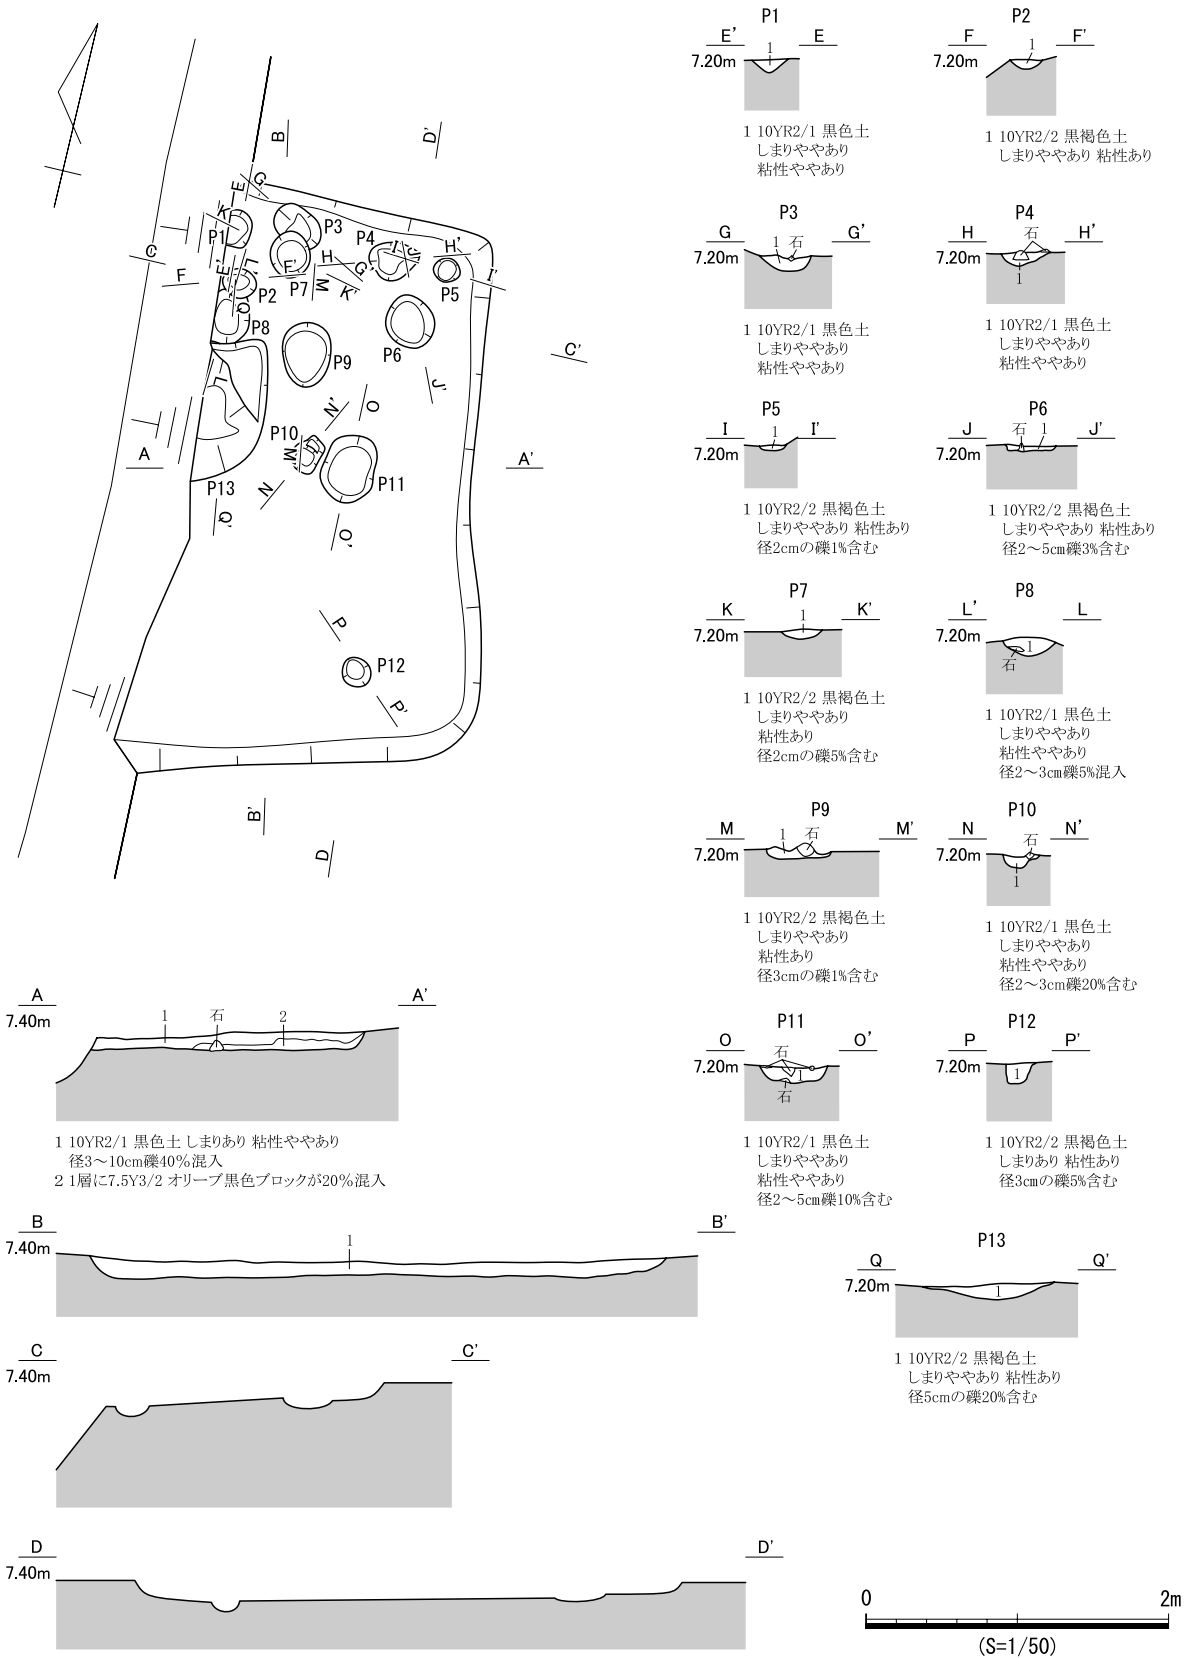 B
D'
G
E
K
P1
P3
C
F
E'
L'
F'
H
P4
I
J
H'
G'
K'
M
I'
P2
P7
P5
Q
P8
P6
P9
C'
L
J'
N'
O
P10
M'
A
P11
A'
N
P13
Q'
O'
P
P12
P'
B'
D
P1
E' E
1
7.20m
1 10YR2/1 黒色土
しまりややあり
粘性ややあり
P2
F F'
1
7.20m
1 10YR2/2 黒褐色土
しまりややあり 粘性あり
P3
G G'
1 石
7.20m
1 10YR2/1 黒色土
しまりややあり
粘性ややあり
P4
石
H H'
7.20m
1
1 10YR2/1 黒色土
しまりややあり
粘性ややあり
P5
I I'
1
7.20m
1 10YR2/2 黒褐色土
しまりややあり 粘性あり
径2cmの礫1%含む
P6
J 石 1 J'
7.20m
1 10YR2/2 黒褐色土
しまりややあり 粘性あり
径2～5cm礫3%含む
P7
K K'
1
7.20m
1 10YR2/2 黒褐色土
しまりややあり
粘性あり
径2cmの礫5%含む
P8
L' L
7.20m
1
石
1 10YR2/1 黒色土
しまりややあり
粘性ややあり
径2～3cm礫5%混入
P9
M 1 石 M'
7.20m
1 10YR2/2 黒褐色土
しまりややあり
粘性あり
径3cmの礫1%含む
P10
N N'
石
7.20m
1
1 10YR2/1 黒色土
しまりややあり
粘性ややあり
径2～3cm礫20%含む
P11
O O'
石
7.20m
1
石
1 10YR2/1 黒色土
しまりややあり
粘性ややあり
径2～5cm礫10%含む
P12
P P'
7.20m
1
1 10YR2/2 黒褐色土
しまりあり 粘性あり
径3cmの礫5%含む
P13
Q Q'
7.20m
1
1 10YR2/2 黒褐色土
しまりややあり 粘性あり
径5cmの礫20%含む
A A'
7.40m
1 石 2
1 10YR2/1 黒色土 しまりあり 粘性ややあり
径3～10cm礫40%混入
2 1層に7.5Y3/2 オリーブ黒色ブロックが20%混入
B B'
7.40m
1
C C'
7.40m
D D'
7.40m
0 2m
(S=1/50)